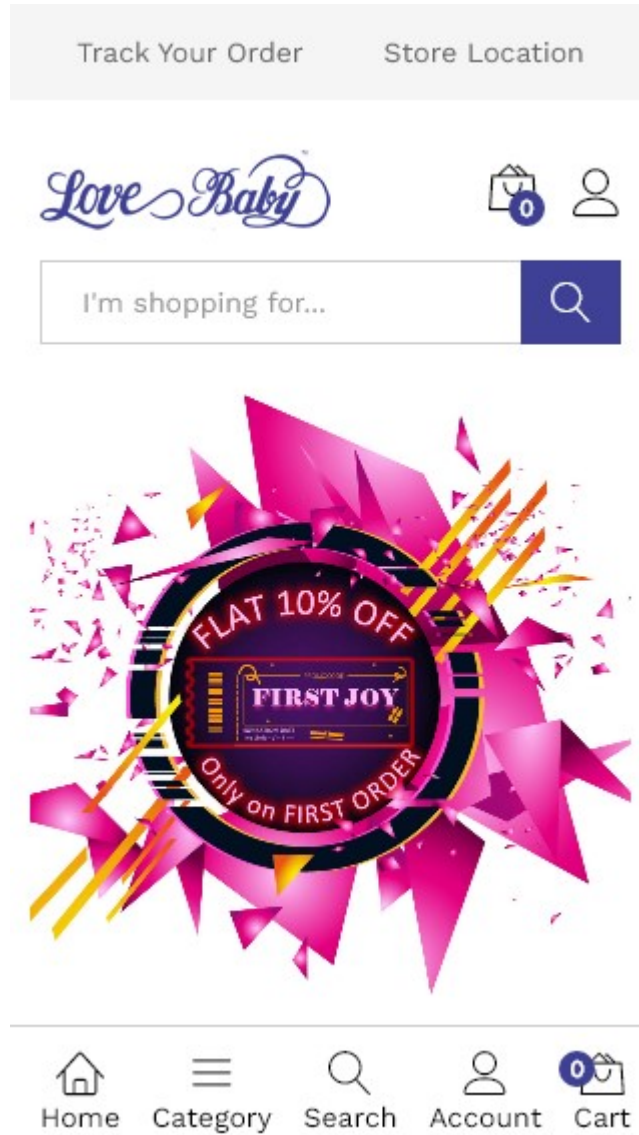 Track Your Order Store Location
Love Baby
0
I'm shopping for...
FLAT 10% OFF
FIRST JOY
Only on FIRST ORDER
0
Home Category Search Account Cart